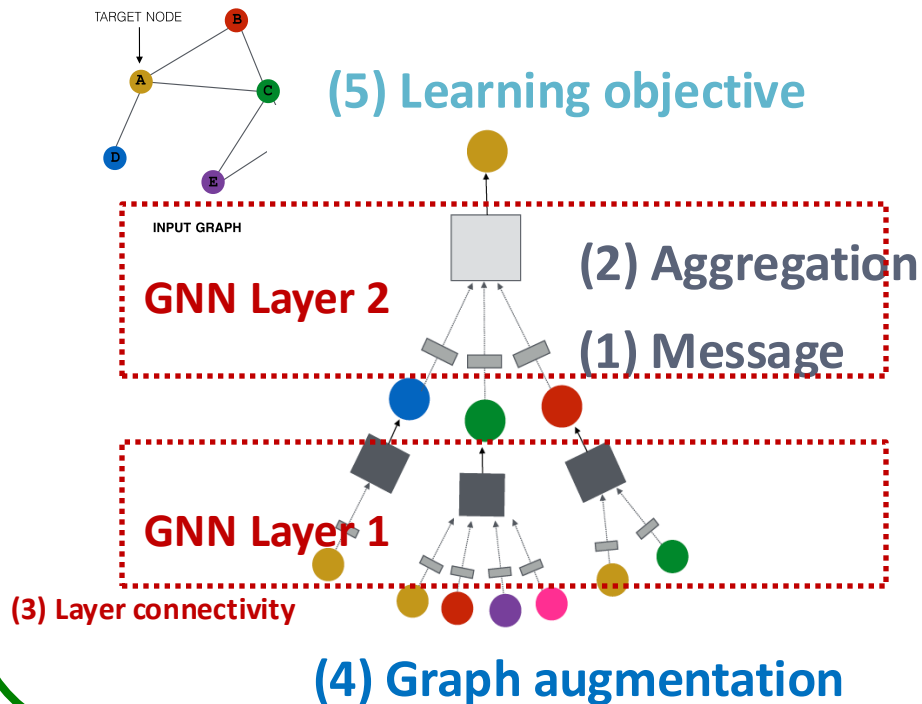 TARGET NODE
B
A
C
D
E
(5) Learning objective
INPUT GRAPH
(2) Aggregation
GNN Layer 2
(1) Message
GNN Layer 1
(3) Layer connectivity
(4) Graph augmentation